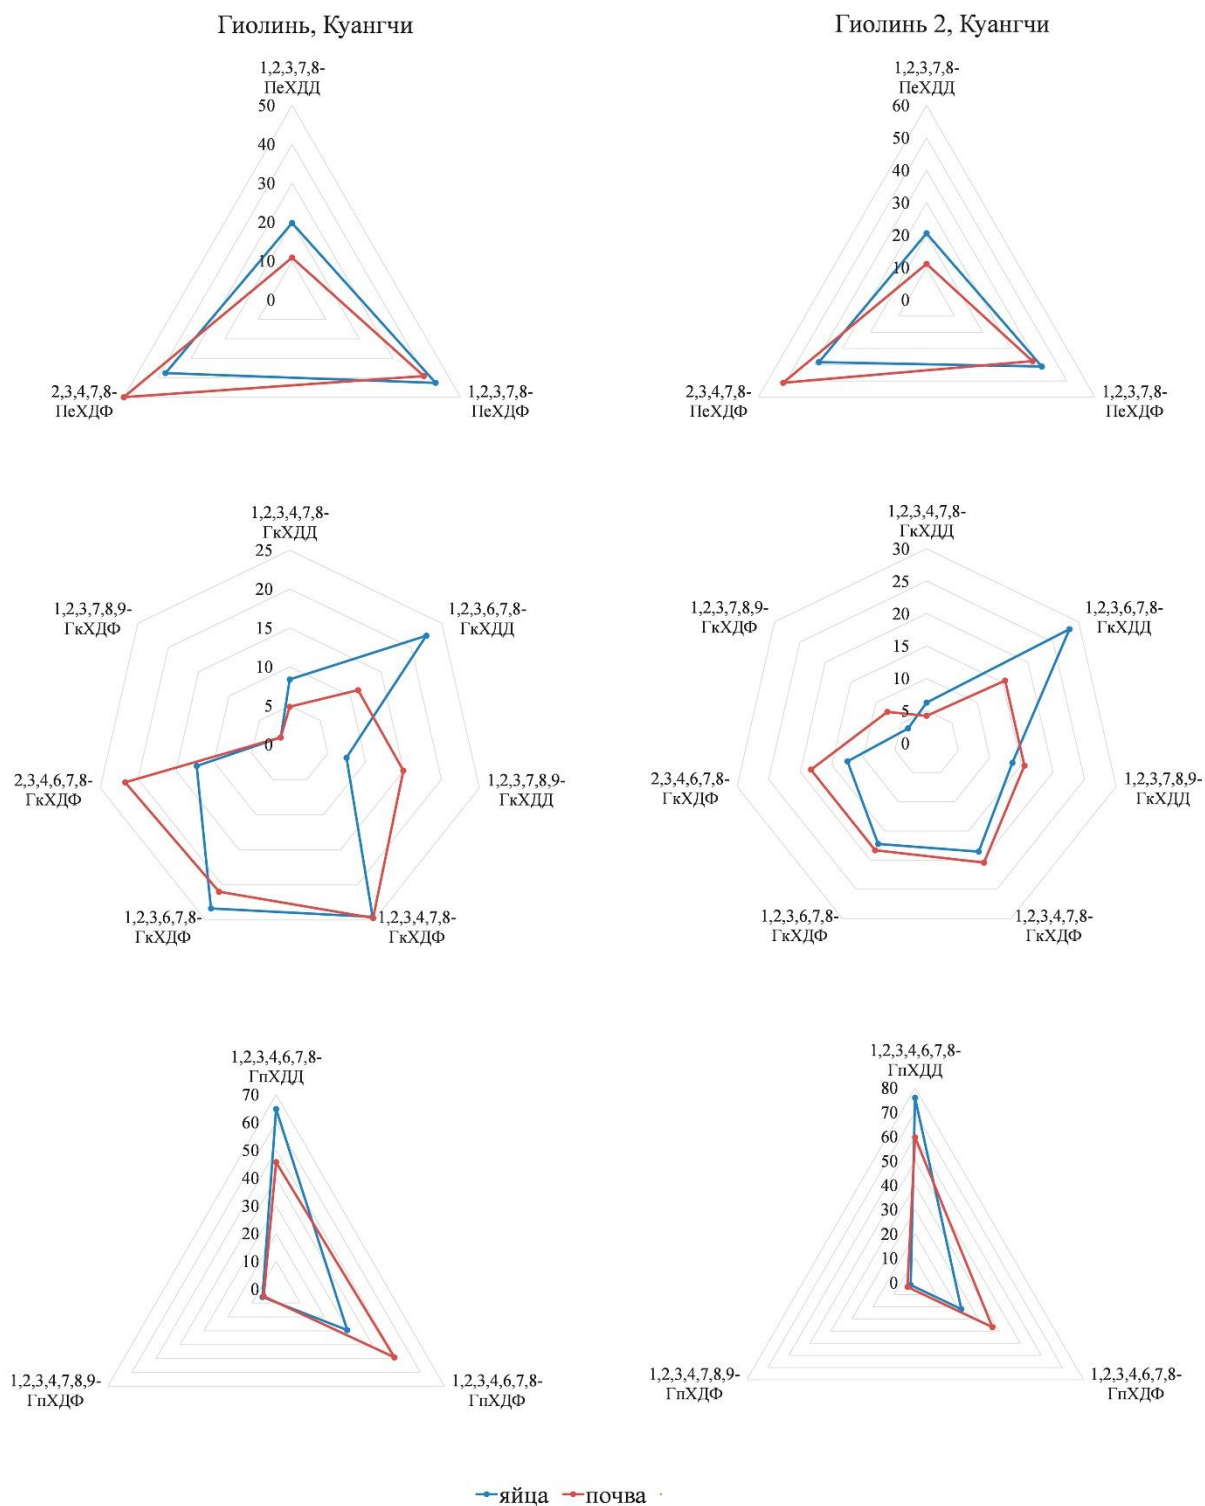 Гиолинь, Куангчи
1,2,3,7,8-
ПеХДД
50
40
30
20
10
0
2,3,4,7,8-
ПеХДФ
1,2,3,7,8-
ПеХДФ
Гиолинь 2, Куангчи
1,2,3,7,8-
ПеХДД
60
50
40
30
20
10
0
2,3,4,7,8-
ПеХДФ
1,2,3,7,8-
ПеХДФ
1,2,3,4,7,8-
ГкХДД
25
20
15
10
5
0
1,2,3,7,8,9-
ГкХДФ
1,2,3,6,7,8-
ГкХДД
2,3,4,6,7,8-
ГкХДФ
1,2,3,7,8,9-
ГкХДД
1,2,3,6,7,8-
ГкХДФ
1,2,3,4,7,8-
ГкХДФ
1,2,3,4,7,8-
ГкХДД
30
25
20
15
10
5
0
1,2,3,7,8,9-
ГкХДФ
1,2,3,6,7,8-
ГкХДД
2,3,4,6,7,8-
ГкХДФ
1,2,3,7,8,9-
ГкХДД
1,2,3,6,7,8-
ГкХДФ
1,2,3,4,7,8-
ГкХДФ
1,2,3,4,6,7,8-
ГпХДД
70
60
50
40
30
20
10
0
1,2,3,4,7,8,9-
ГпХДФ
1,2,3,4,6,7,8-
ГпХДФ
1,2,3,4,6,7,8-
ГпХДД
80
70
60
50
40
30
20
10
0
1,2,3,4,7,8,9-
ГпХДФ
1,2,3,4,6,7,8-
ГпХДФ
яйца почва